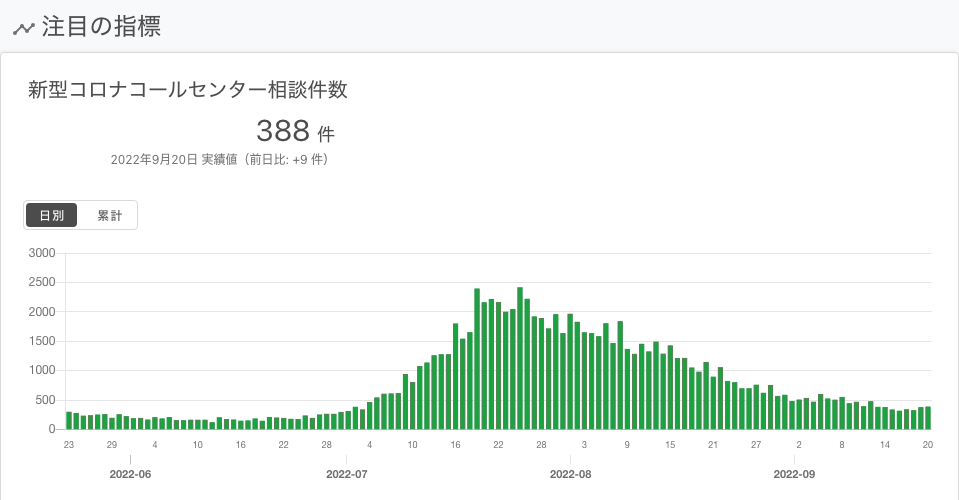 注目の指標
新型コロナコールセンター相談件数
388 件
2022年9月20日 実績値（前日比: +9 件）
日別 累計
3000
2500
2000
1500
1000
500
0
23 29 4 10 16 22 28 4 10 16 22 28 3 9 15 21 27 2 8 14 20
2022-06 2022-07 2022-08 2022-09